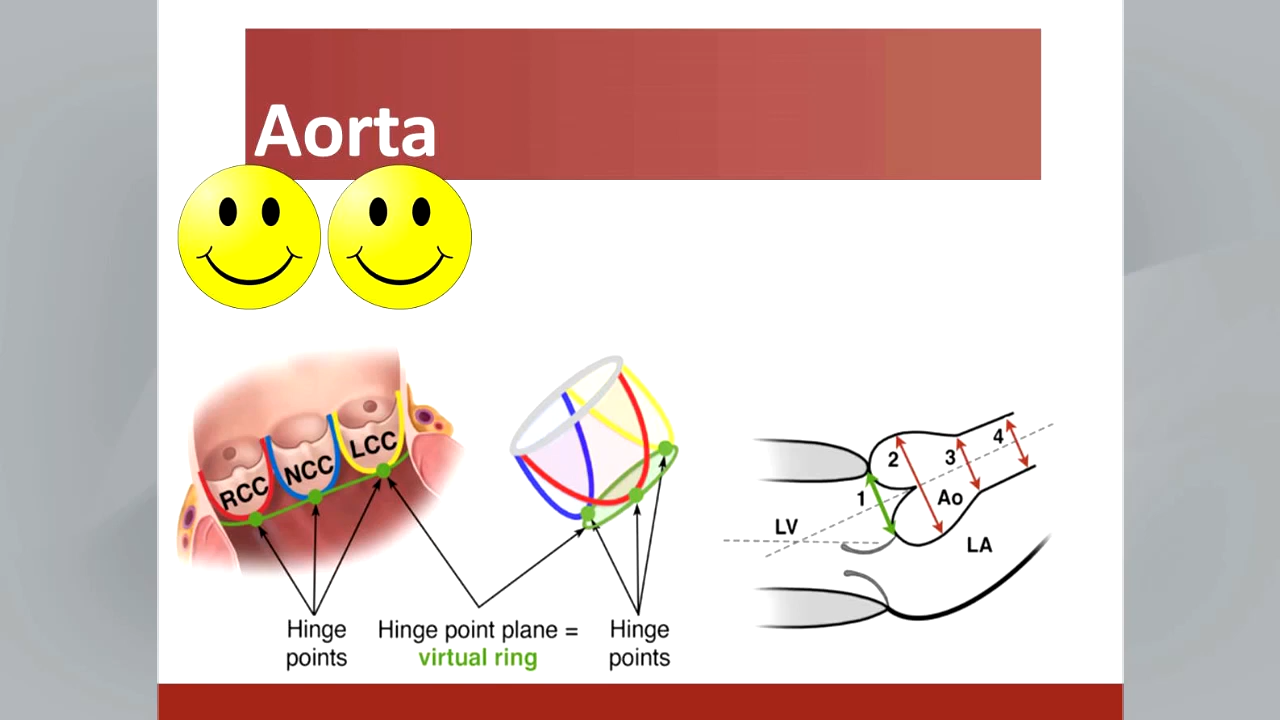 Aorta
RCC
NCC
LCC
Hinge
points
Hinge point plane =
virtual ring
Hinge
points
1
2
3
4
Ao
LV
LA